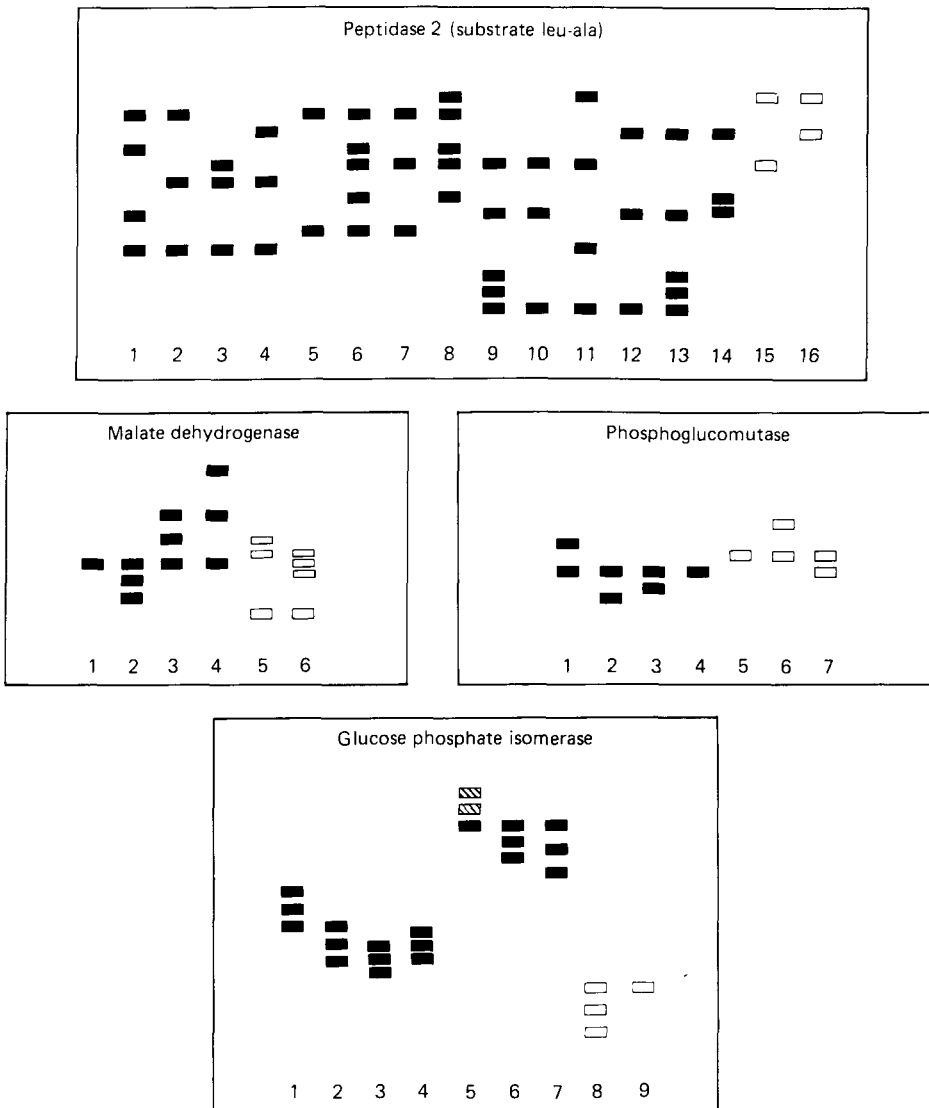 Peptidase 2 (substrate leu-ala)
1 2 3 4 5 6 7 8 9 10 11 12 13 14 15 16
Malate dehydrogenase
1 2 3 4 5 6
Phosphoglucomutase
1 2 3 4 5 6 7
Glucose phosphate isomerase
1 2 3 4 5 6 7 8 9